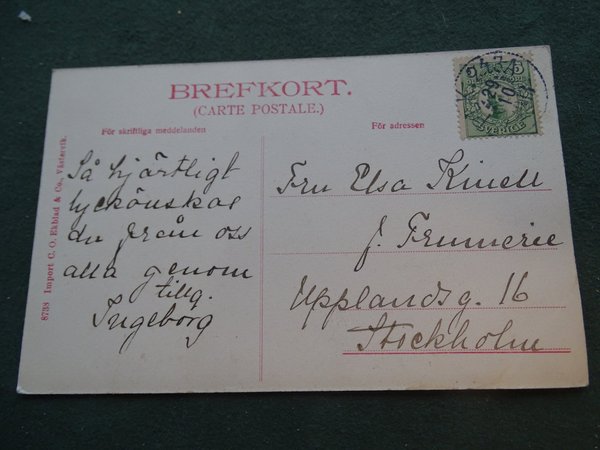 BREFKORT.
(CARTE POSTALE.)
För skriftliga meddelanden
För adressen
Så hjärtligt
lyckönskas
du från oss
alla genom
tillg.
Ingeborg
Fru Elsa Kinell
f. Frumerie
Upplandsg. 16
Stockholm
8738 Import C. O. Ekblad & Co., Västervik.
SVERIGE